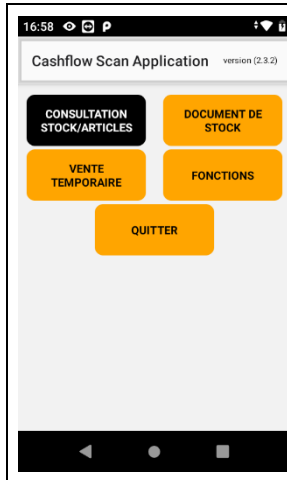 16:58
Cashflow Scan Application version (2.3.2)
CONSULTATION
STOCK/ARTICLES
DOCUMENT DE
STOCK
VENTE
TEMPORAIRE
FONCTIONS
QUITTER